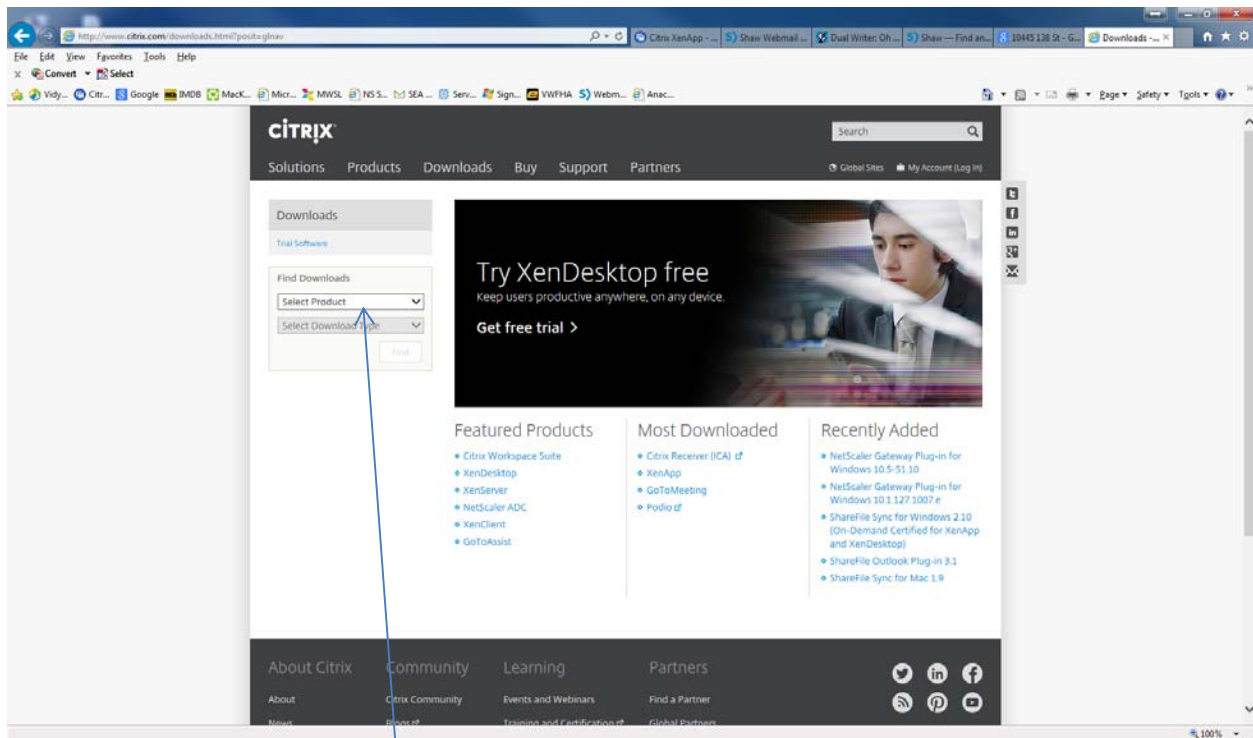 http://www.citrix.com/downloads.html?posit=glnav
Citrix XenApp - ...
Shaw Webmail ...
Dual Writer: Oh ...
Shaw — Find an...
10445 138 St - G...
Downloads -...
File Edit View Favorites Tools Help
x Convert Select
Vidy... Citr... Google IMDB MacK... Micr... MWSL NS S... SEA ... Serv... Sign... VWFHA Webm... Anac...
Page Safety Tools
CITRIX
Search
Solutions Products Downloads Buy Support Partners
Global Sites My Account (Log In)
Downloads
Trial Software
Find Downloads
Select Product
Select Download Type
Find
Try XenDesktop free
Keep users productive anywhere, on any device.
Get free trial >
Featured Products
Citrix Workspace Suite
XenDesktop
XenServer
NetScaler ADC
XenClient
GoToAssist
Most Downloaded
Citrix Receiver (ICA)
XenApp
GoToMeeting
Podio
Recently Added
NetScaler Gateway Plug-in for
Windows 10.5-51.10
NetScaler Gateway Plug-in for
Windows 10.1.127.1007.e
ShareFile Sync for Windows 2.10
(On-Demand Certified for XenApp
and XenDesktop)
ShareFile Outlook Plug-in 3.1
ShareFile Sync for Mac 1.9
About Citrix
About
News
Community
Citrix Community
Blogs
Learning
Events and Webinars
Training and Certification
Partners
Find a Partner
Global Partners
100%